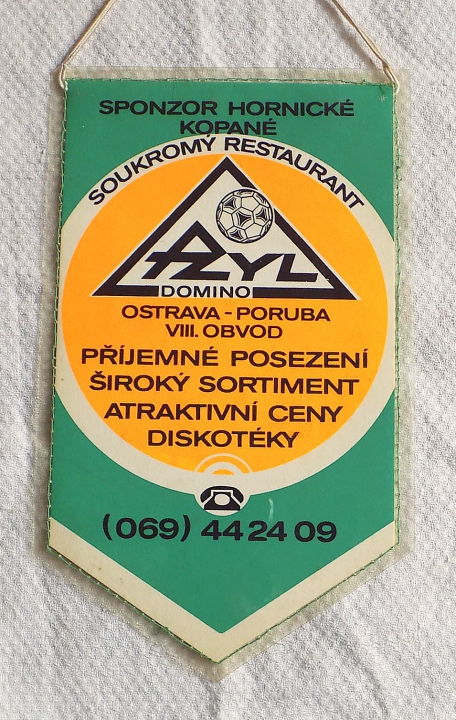 SPONZOR HORNICKÉ
KOPANÉ
SOUKROMÝ RESTAURANT
AZYL
DOMINO
OSTRAVA - PORUBA
VIII. OBVOD
PŘÍJEMNÉ POSEZENÍ
ŠIROKÝ SORTIMENT
ATRAKTIVNÍ CENY
DISKOTÉKY
(069) 44 24 09